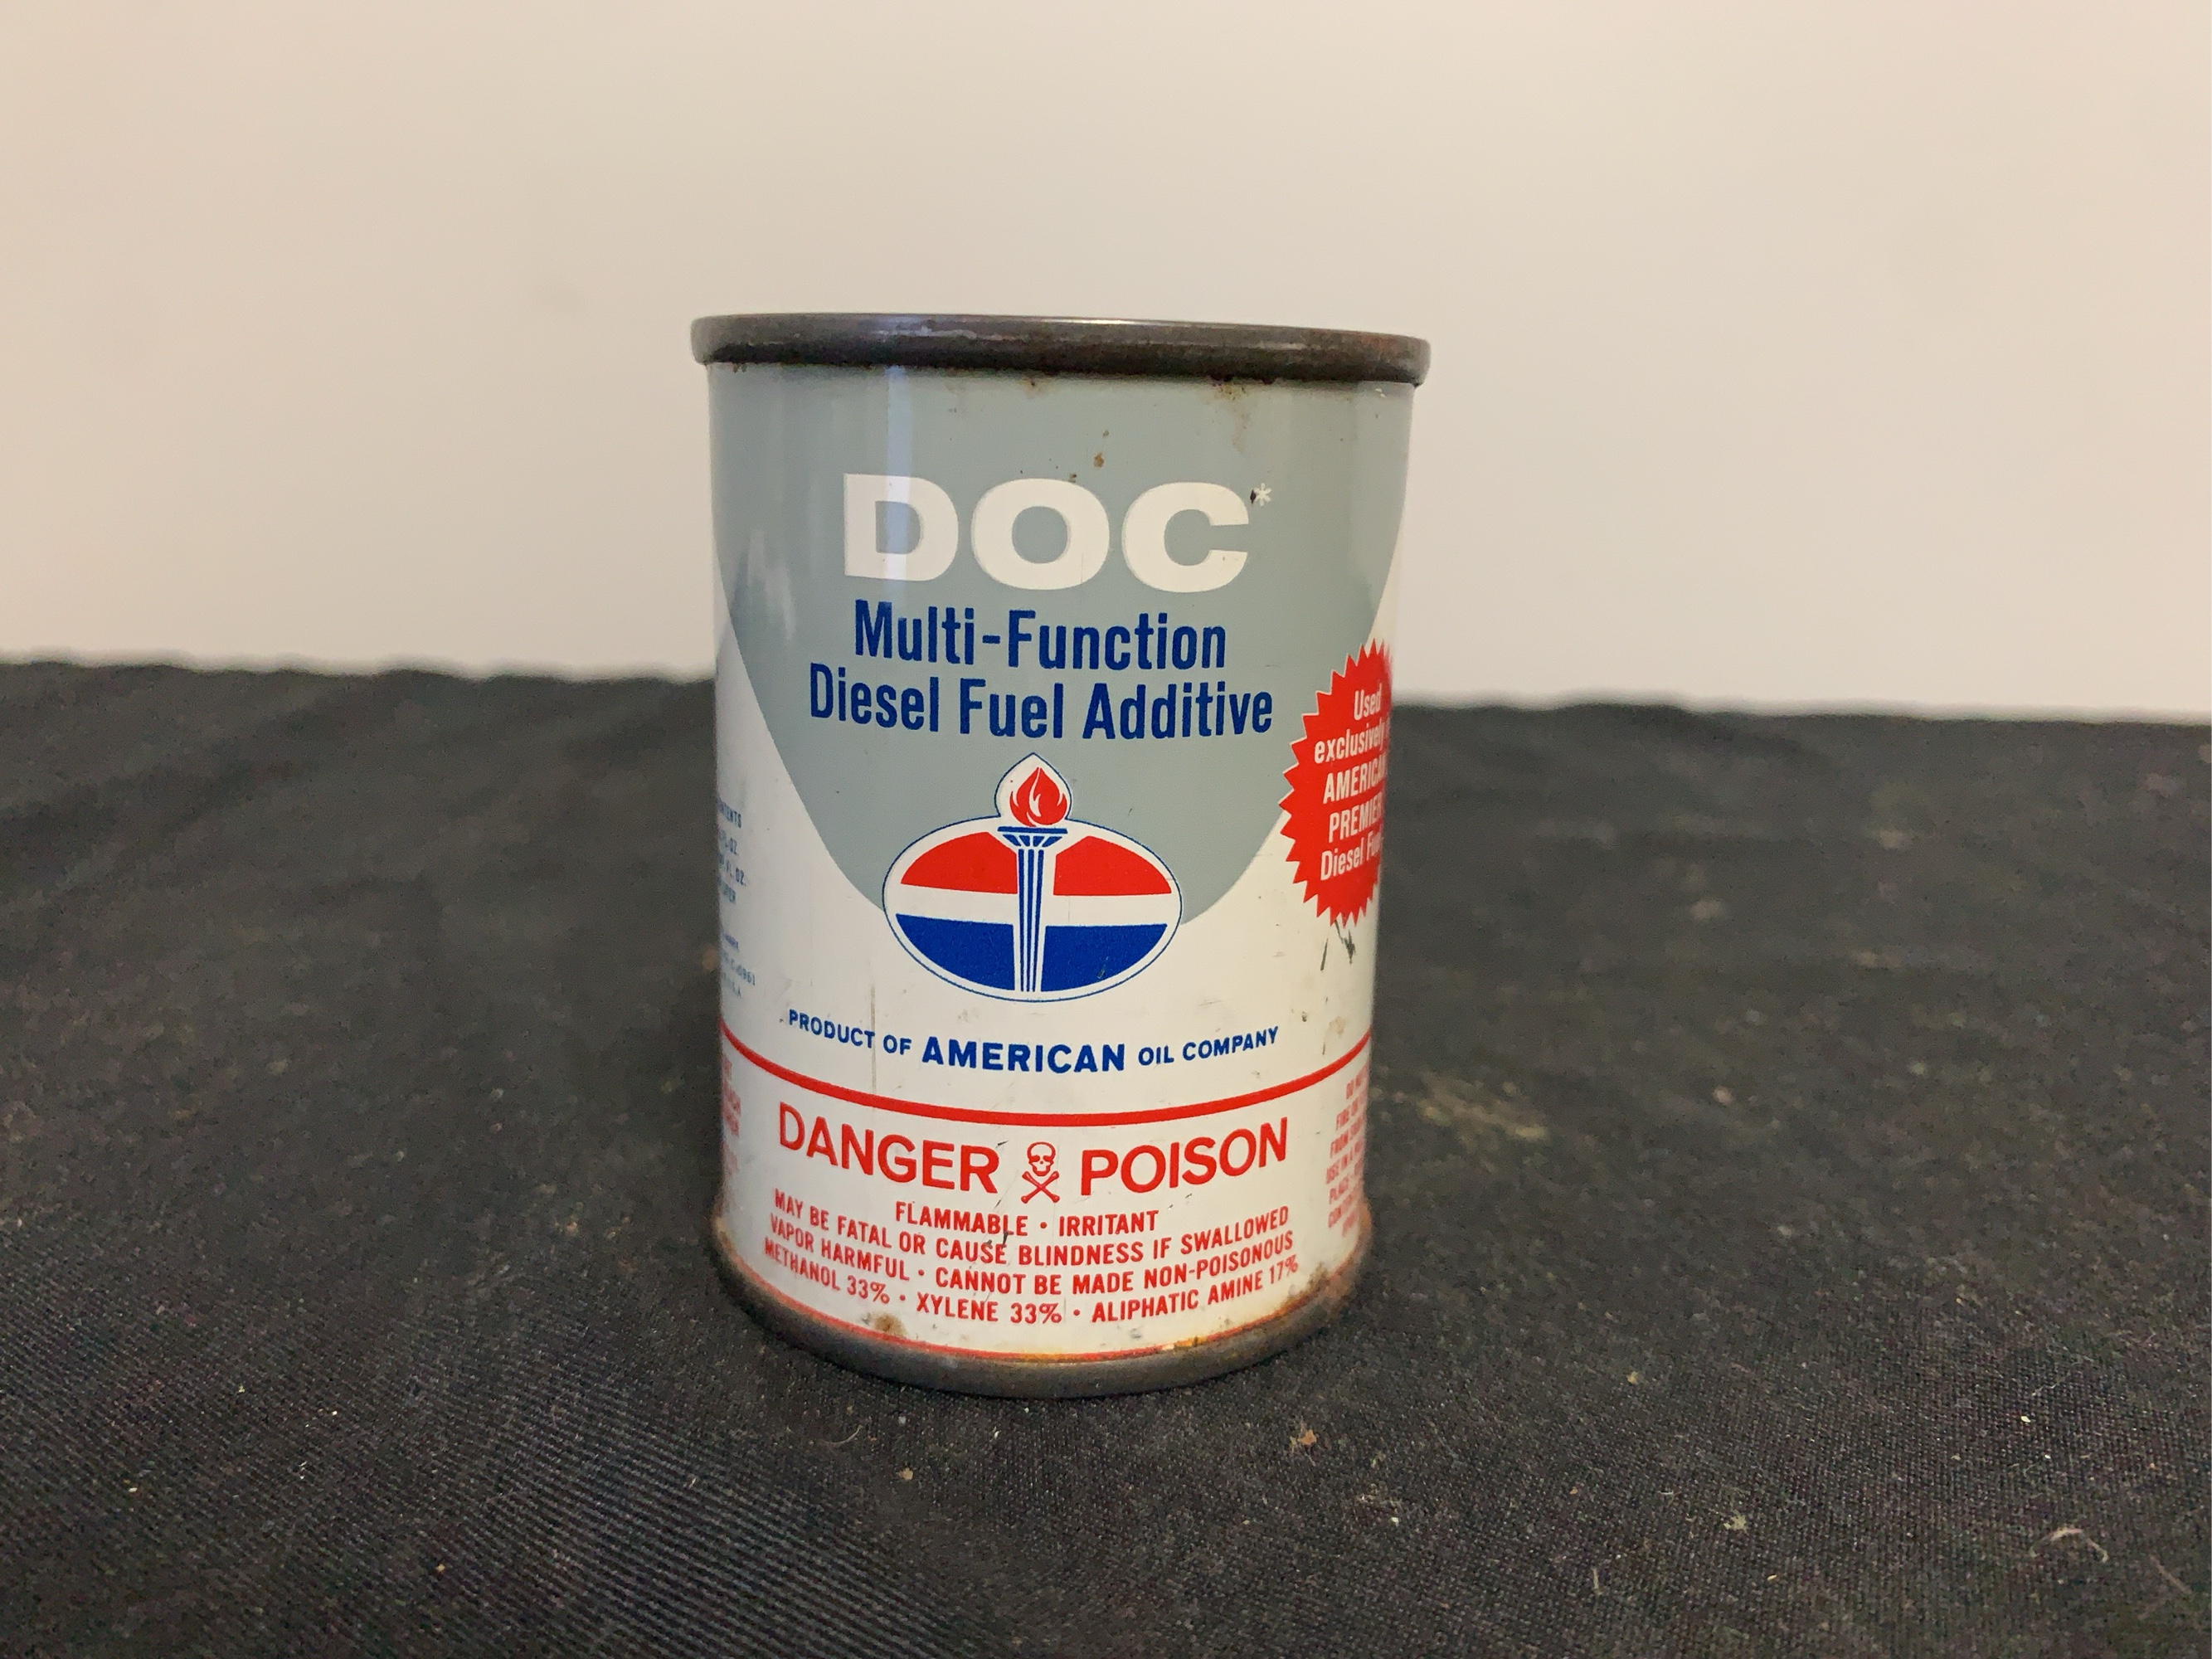 DOC*
Multi-Function
Diesel Fuel Additive
Used
exclusively
AMERICAN
PREMIER
Diesel Fuel
PRODUCT OF AMERICAN OIL COMPANY
DANGER POISON
FLAMMABLE • IRRITANT
MAY BE FATAL OR CAUSE BLINDNESS IF SWALLOWED
VAPOR HARMFUL • CANNOT BE MADE NON-POISONOUS
METHANOL 33% • XYLENE 33% • ALIPHATIC AMINE 17%